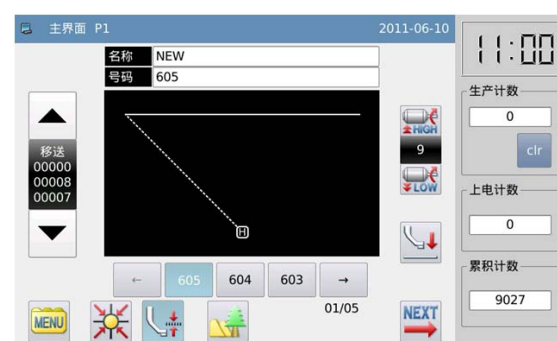 主界面 P1
2011-06-10
11:00
名称 NEW
号码 605
生产计数
0
clr
移送
00000
00008
00007
HIGH
9
LOW
上电计数
0
H
← 605 604 603 →
累积计数
9027
01/05
MENU
NEXT